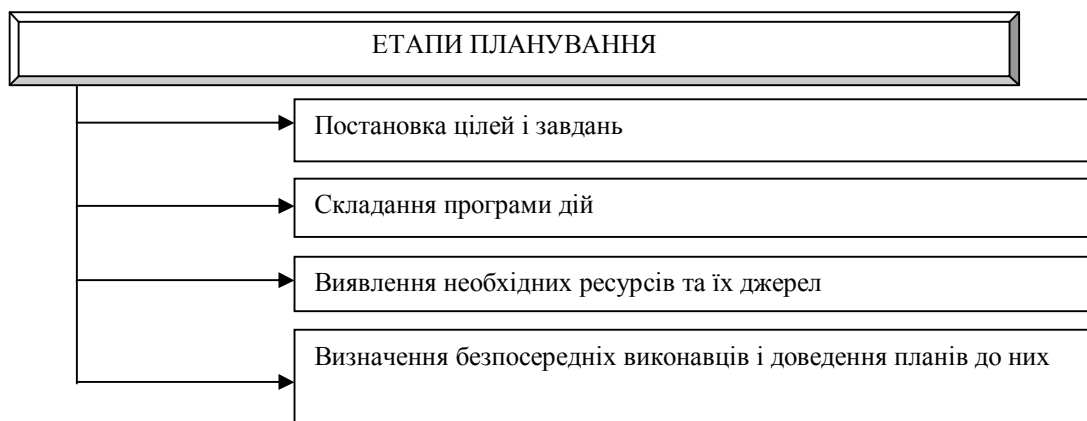 ЕТАПИ ПЛАНУВАННЯ
Постановка цілей і завдань
Складання програми дій
Виявлення необхідних ресурсів та їх джерел
Визначення безпосередніх виконавців і доведення планів до них